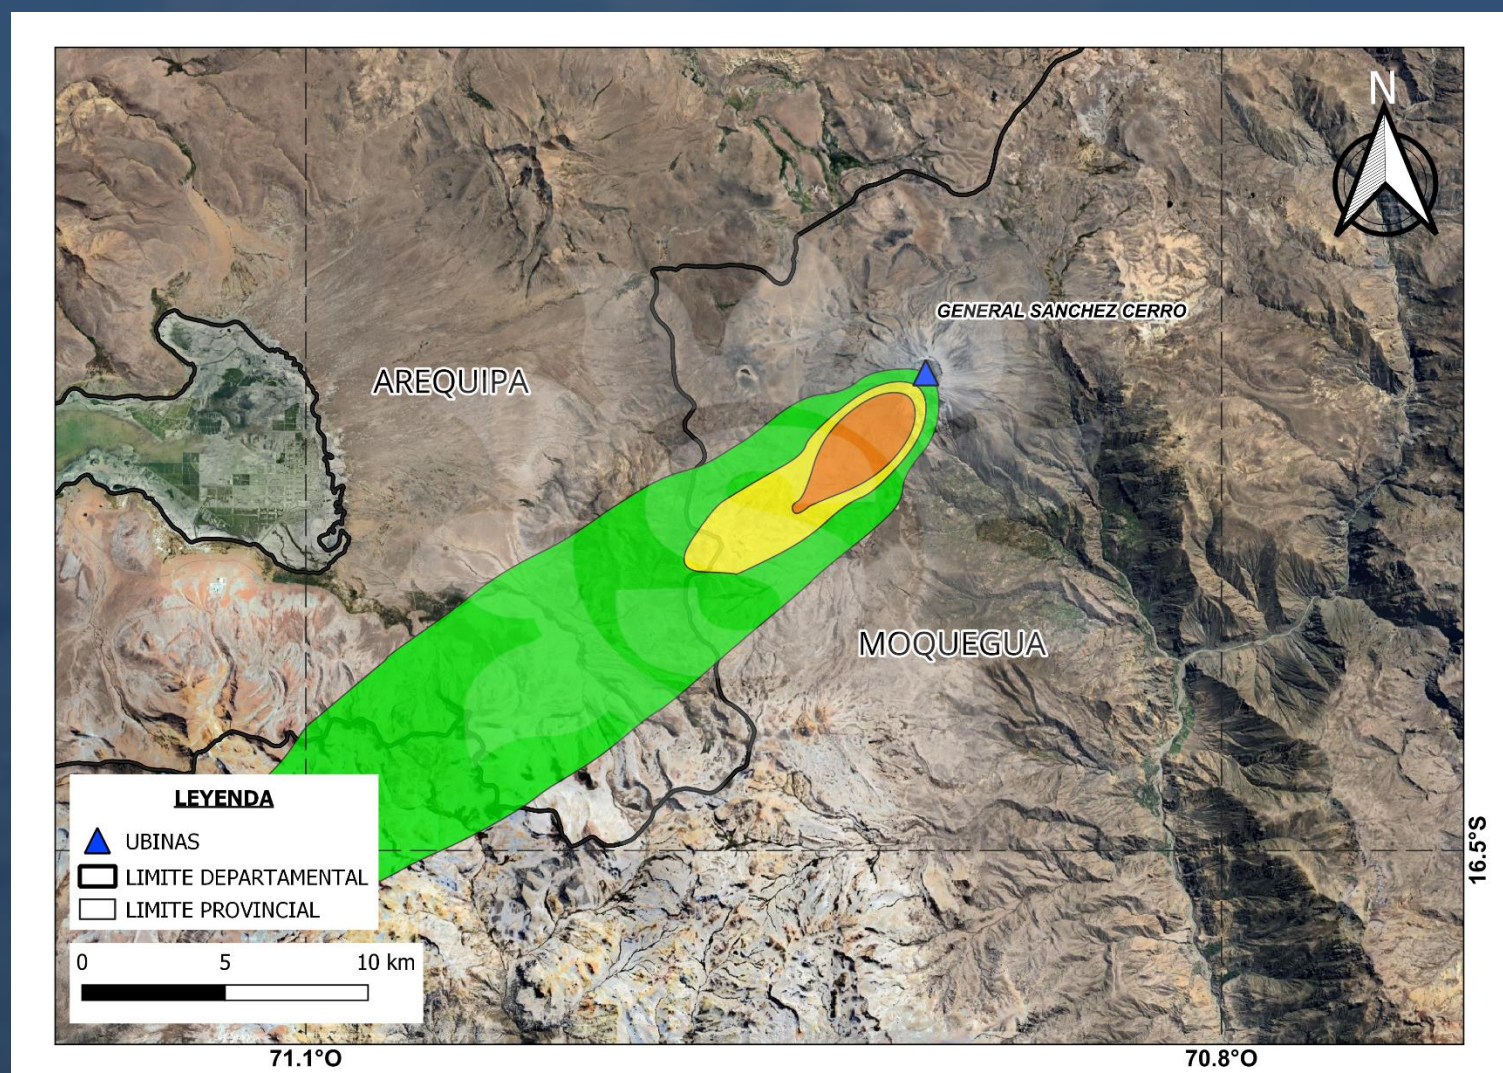 N
GENERAL SANCHEZ CERRO
AREQUIPA
MOQUEGUA
LEYENDA
UBINAS
LIMITE DEPARTAMENTAL
LIMITE PROVINCIAL
0 5 10 km
16.5°S
71.1°O 70.8°O